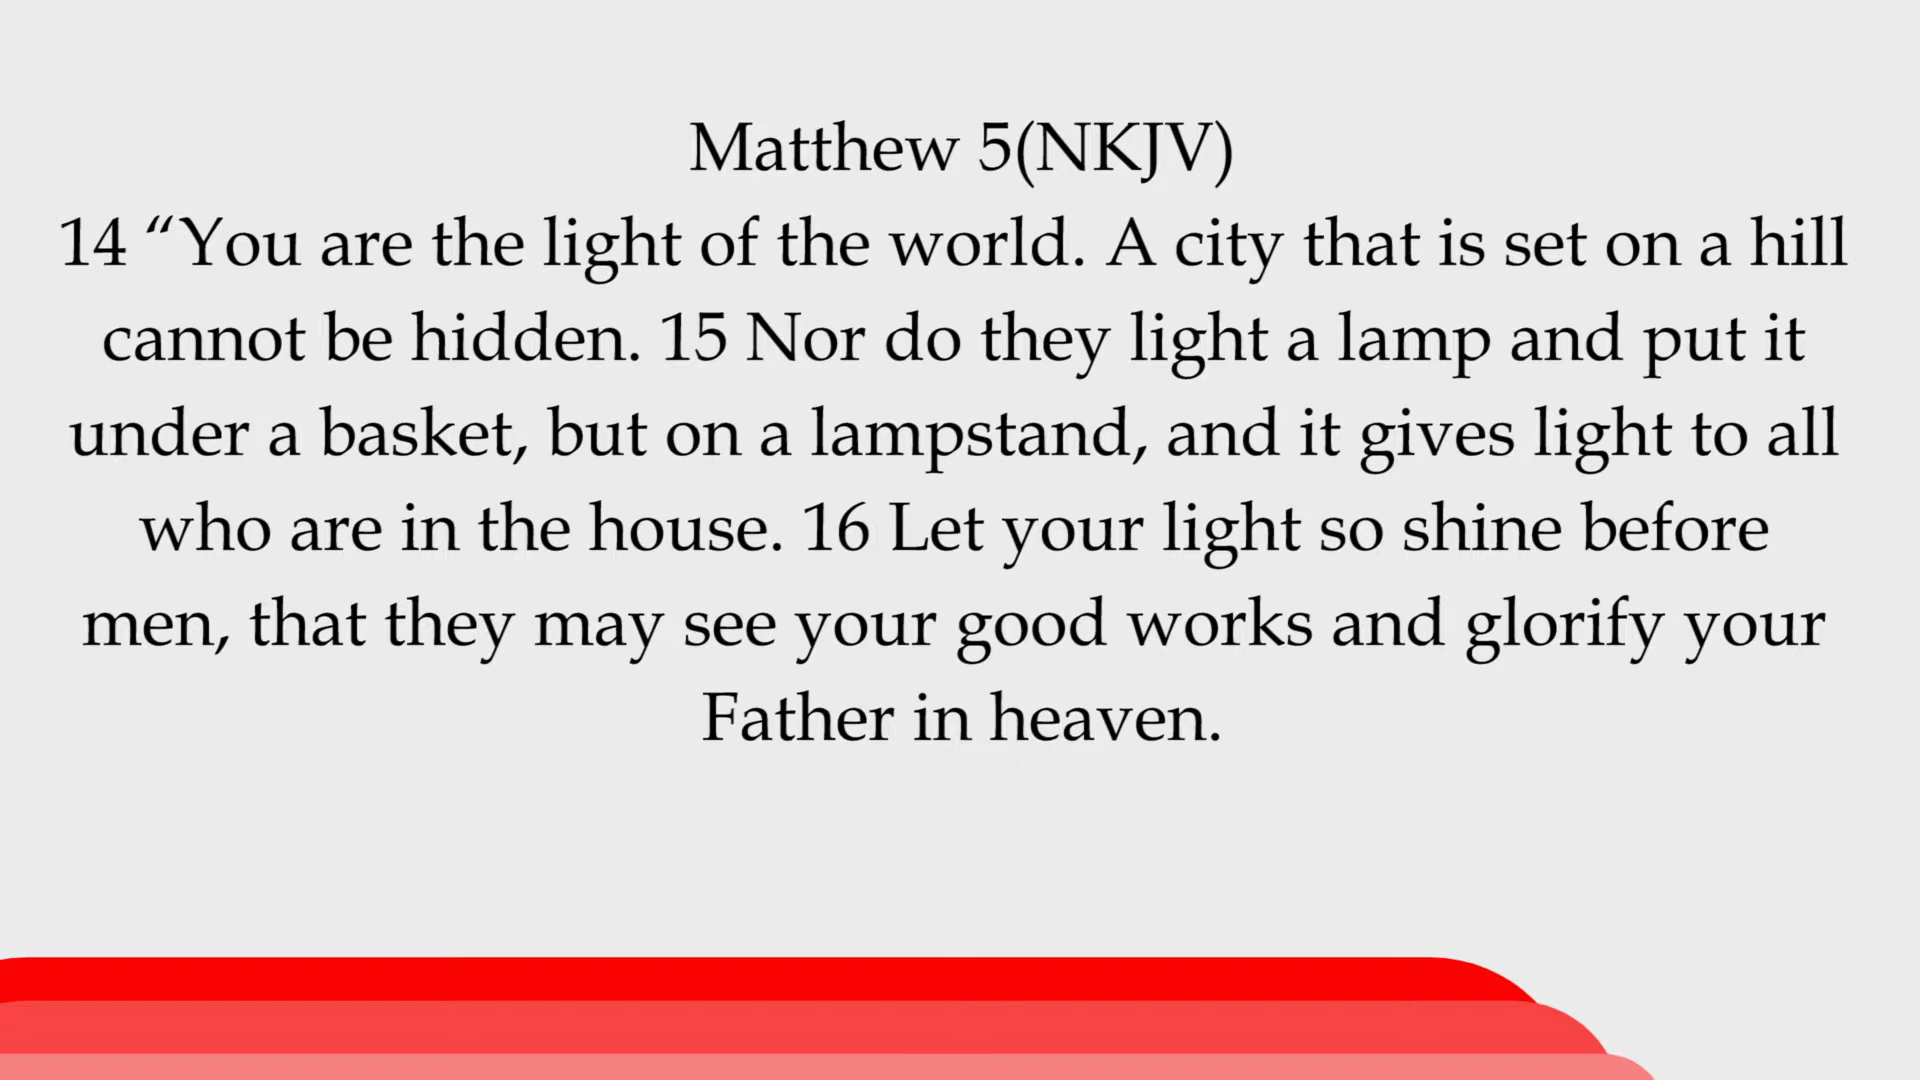 Matthew 5(NKJV)
14 “You are the light of the world. A city that is set on a hill
cannot be hidden. 15 Nor do they light a lamp and put it
under a basket, but on a lampstand, and it gives light to all
who are in the house. 16 Let your light so shine before
men, that they may see your good works and glorify your
Father in heaven.